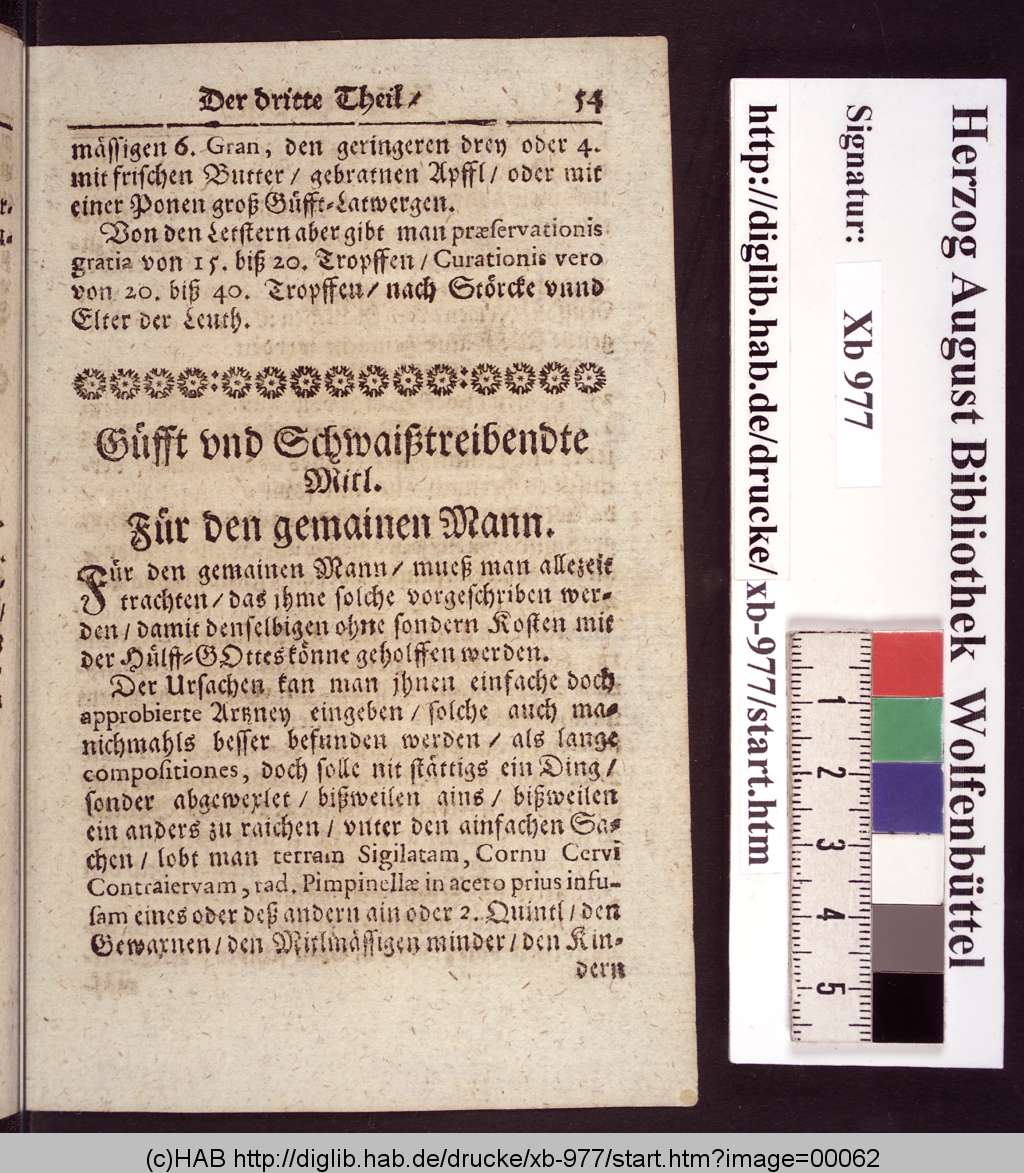 Der dritte Theil/ 54
mässigen 6. Gran, den geringeren drey oder 4.
mit frischen Butter/ gebratnen Apffl/ oder mit
einer Ponen groß Güfft-Latwergen.
Von den Letstern aber gibt man præservationis
gratia von 15. biß 20. Tropffen/ Curationis vero
von 20. biß 40. Tropffen/ nach Störcke vnnd
Elter der Leuth.
Güfft vnd Schwaißtreibendte
Mitl.
Für den gemainen Mann.
Für den gemainen Mann/ mueß man allezeit
trachten/ das jhme solche vorgeschriben wer-
den/ damit denselbigen ohne sondern Kosten mit
der Hülff-GOttes könne geholffen werden.
Der Ursachen kan man jhnen einfache doch
approbierte Artzney eingeben/ solche auch ma-
nichmahls besser befunden werden/ als lange
compositiones, doch solle nit stättigs ein Ding/
sonder abgewexlet/ bißweilen ains/ bißweilen
ein anders zu raichen/ vnter den ainfachen Sa-
chen/ lobt man terram Sigilatam, Cornu Cervi
Contraiervam, rad. Pimpinellæ in aceto prius infu-
sam eines oder deß andern ain oder 2. Quintl/ den
Gewaxnen/ den Mitlmässigen minder/ den Kin-
dern
Herzog August Bibliothek Wolfenbüttel
Signatur: Xb 977
http://diglib.hab.de/drucke/xb-977/start.htm
1
2
3
4
5
(c)HAB http://diglib.hab.de/drucke/xb-977/start.htm?image=00062